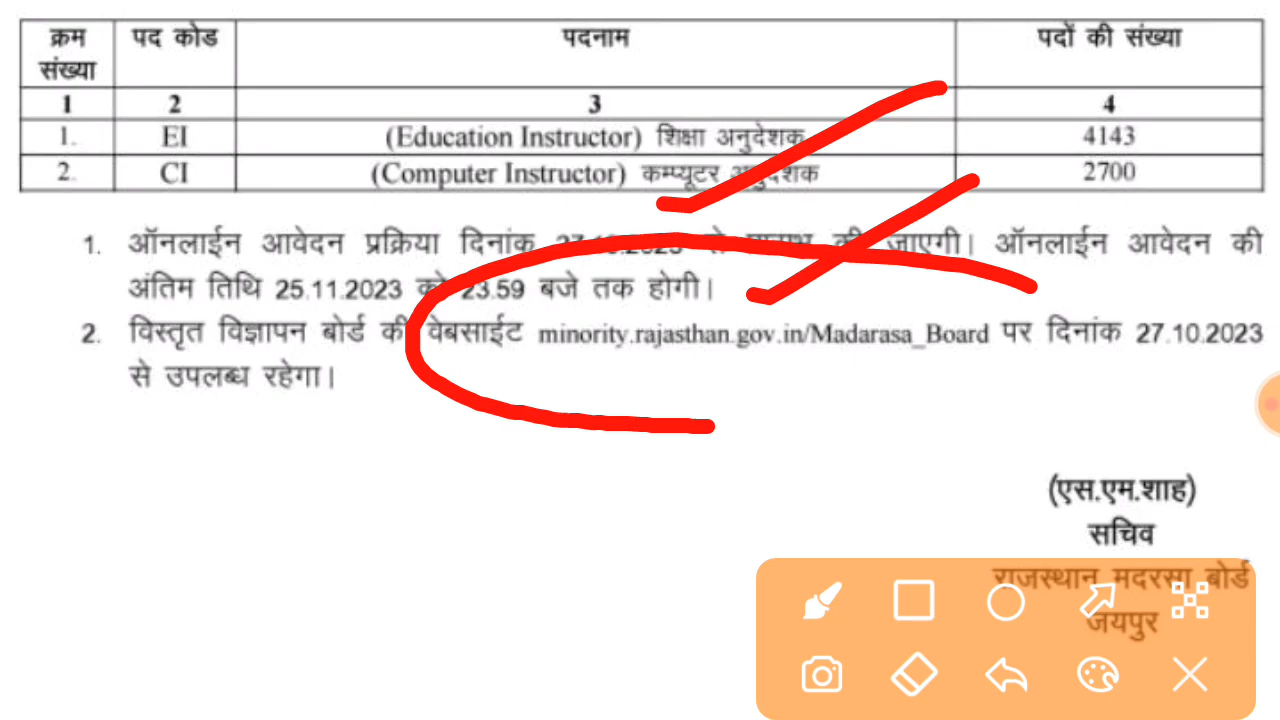 क्रम संख्या पद कोड पदनाम पदों की संख्या
1 2 3 4
1. EI (Education Instructor) शिक्षा अनुदेशक 4143
2. CI (Computer Instructor) कम्प्यूटर अनुदेशक 2700
1. ऑनलाईन आवेदन प्रक्रिया दिनांक से की जाएगी। ऑनलाईन आवेदन की
अंतिम तिथि 25.11.2023 को 23.59 बजे तक होगी।
2. विस्तृत विज्ञापन बोर्ड की वेबसाईट minority.rajasthan.gov.in/Madarasa_Board पर दिनांक 27.10.2023
से उपलब्ध रहेगा।
(एस.एम.शाह)
सचिव
राजस्थान मदरसा बोर्ड
जयपुर